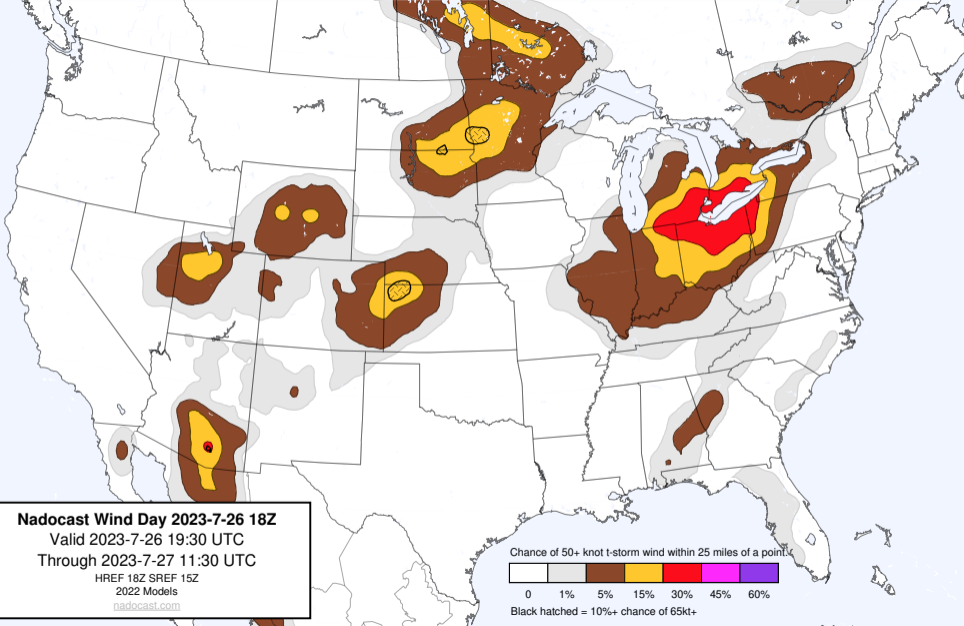 Nadocast Wind Day 2023-7-26 18Z
Valid 2023-7-26 19:30 UTC
Through 2023-7-27 11:30 UTC
HREF 18Z SREF 15Z
2022 Models
nadocast.com
Chance of 50+ knot t-storm wind within 25 miles of a point.
0 1% 5% 15% 30% 45% 60%
Black hatched = 10%+ chance of 65kt+